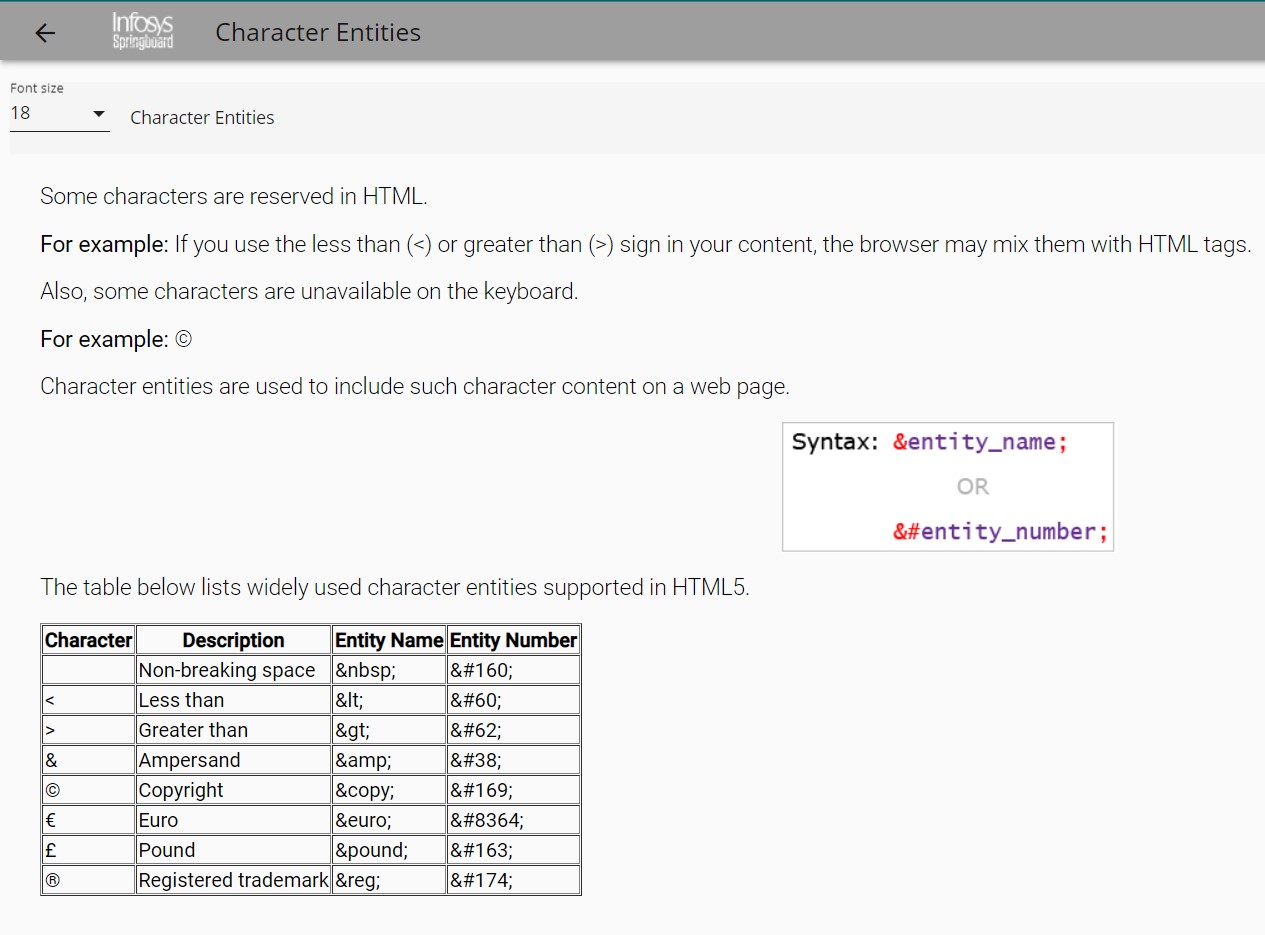 Infosys
Springboard
Character Entities
Font size
18
Character Entities
Some characters are reserved in HTML.
For example: If you use the less than (<) or greater than (>) sign in your content, the browser may mix them with HTML tags.
Also, some characters are unavailable on the keyboard.
For example: ©
Character entities are used to include such character content on a web page.
Syntax: &entity_name;
OR
&#entity_number;
The table below lists widely used character entities supported in HTML5.
Character Description Entity Name Entity Number
Non-breaking space &nbsp; &#160;
< Less than &lt; &#60;
> Greater than &gt; &#62;
& Ampersand &amp; &#38;
© Copyright &copy; &#169;
€ Euro &euro; &#8364;
£ Pound &pound; &#163;
® Registered trademark &reg; &#174;